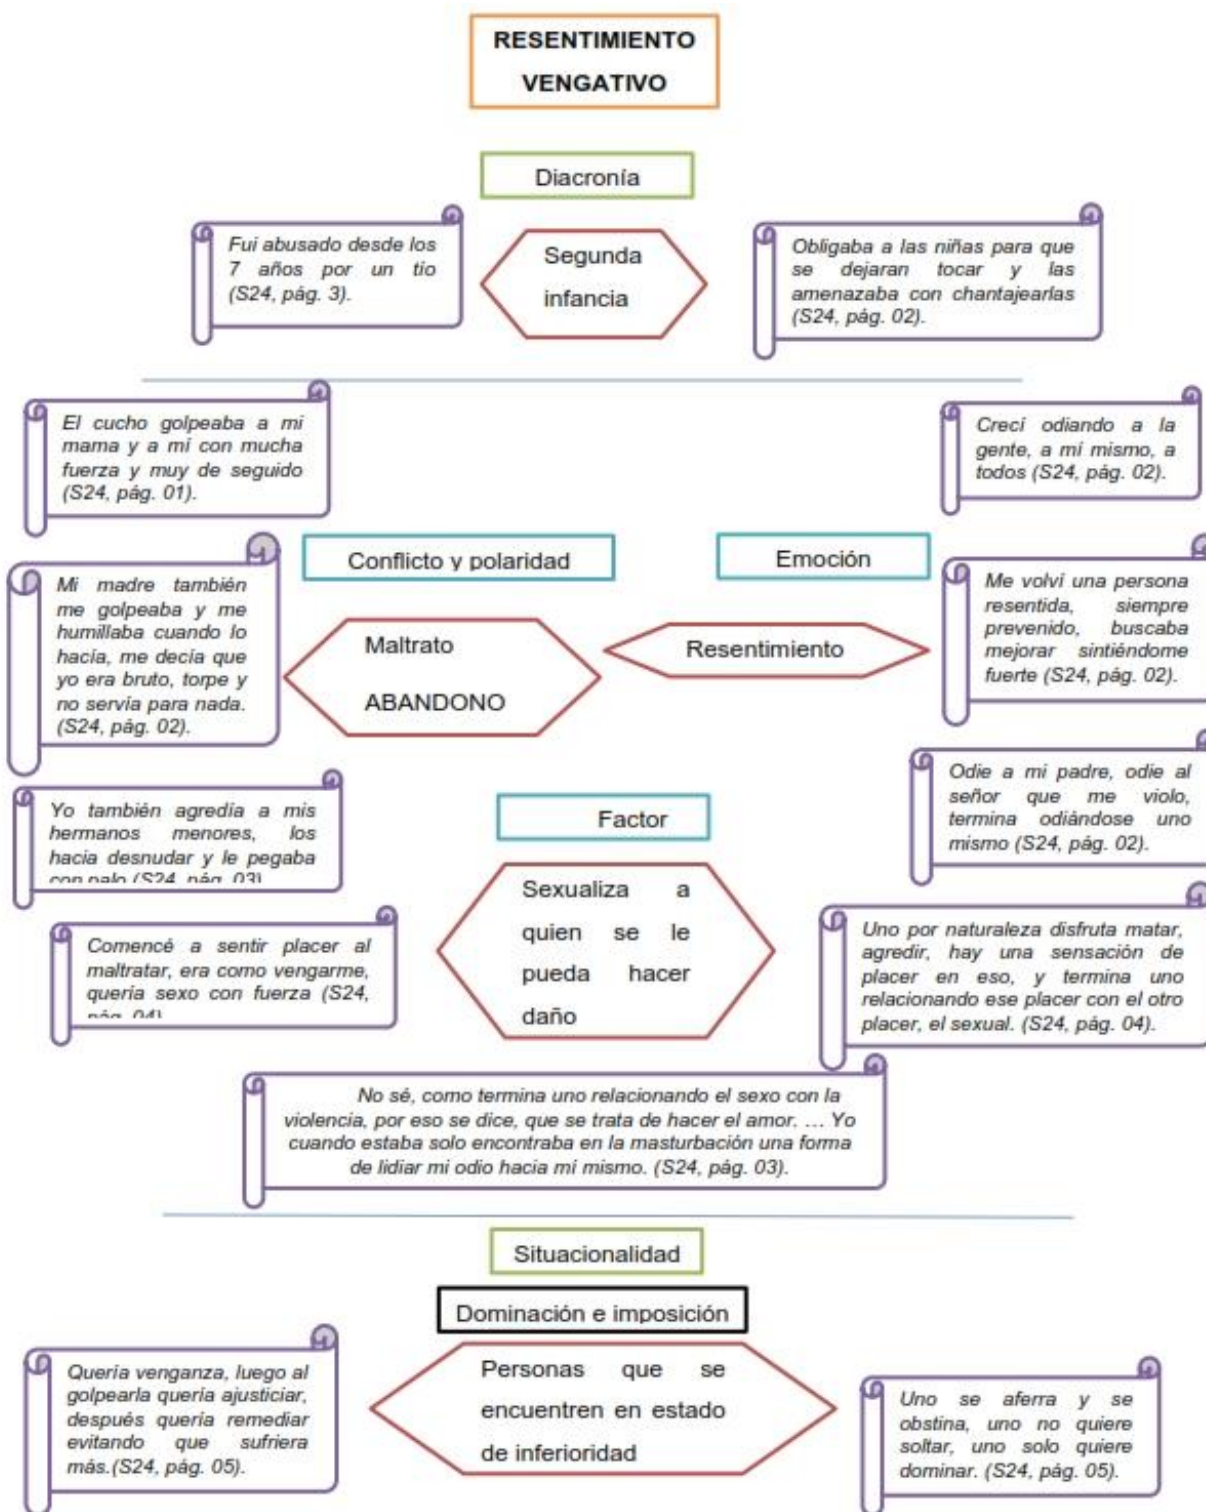 RESENTIMIENTO
VENGATIVO
Diacronía
Fui abusado desde los
7 años por un tío
(S24, pág. 3).
Segunda
infancia
Obligaba a las niñas para que
se dejaran tocar y las
amenazaba con chantajearlas
(S24, pág. 02).
El cucho golpeaba a mi
mama y a mí con mucha
fuerza y muy de seguido
(S24, pág. 01).
Crecí odiando a la
gente, a mí mismo, a
todos (S24, pág. 02).
Conflicto y polaridad
Emoción
Mi madre también
me golpeaba y me
humillaba cuando lo
hacía, me decía que
yo era bruto, torpe y
no servía para nada.
(S24, pág. 02).
Maltrato
ABANDONO
Resentimiento
Me volví una persona
resentida, siempre
prevenido, buscaba
mejorar sintiéndome
fuerte (S24, pág. 02).
Odie a mi padre, odie al
señor que me violo,
termina odiándose uno
mismo (S24, pág. 02).
Yo también agredía a mis
hermanos menores, los
hacia desnudar y le pegaba
con palo (S24, pág. 03)
Factor
Sexualiza a
quien se le
pueda hacer
daño
Comencé a sentir placer al
maltratar, era como vengarme,
quería sexo con fuerza (S24,
pág. 04)
Uno por naturaleza disfruta matar,
agredir, hay una sensación de
placer en eso, y termina uno
relacionando ese placer con el otro
placer, el sexual. (S24, pág. 04).
No sé, como termina uno relacionando el sexo con la
violencia, por eso se dice, que se trata de hacer el amor. … Yo
cuando estaba solo encontraba en la masturbación una forma
de lidiar mi odio hacia mí mismo. (S24, pág. 03).
Situacionalidad
Dominación e imposición
Quería venganza, luego al
golpearla quería ajusticiar,
después quería remediar
evitando que sufriera
más.(S24, pág. 05).
Personas que se
encuentren en estado
de inferioridad
Uno se aferra y se
obstina, uno no quiere
soltar, uno solo quiere
dominar. (S24, pág. 05).